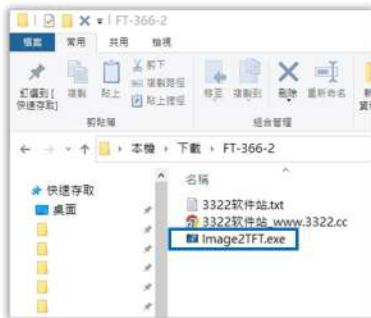 FT-366-2
檔案 常用 共用 檢視
釘選到 [快速存取]
複製
貼上
剪下
複製路徑
貼上捷徑
移至
複製到
刪除
重新命名
剪貼簿
組合管理
本機 › 下載 › FT-366-2
快速存取
名稱
桌面
3322软件站.txt
3322软件站_www.3322.cc
Image2TFT.exe